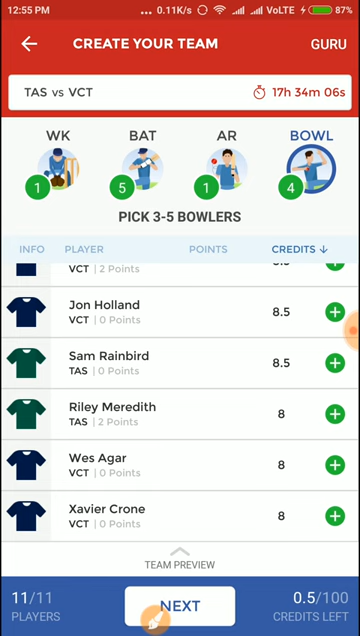 12:55 PM
... 0.11K/s VoLTE 87%
CREATE YOUR TEAM GURU
TAS vs VCT 17h 34m 06s
WK BAT AR BOWL
1 5 1 4
PICK 3-5 BOWLERS
INFO PLAYER POINTS CREDITS ↓
VCT | 2 Points
Jon Holland
VCT | 0 Points 8.5
Sam Rainbird
TAS | 0 Points 8.5
Riley Meredith
TAS | 2 Points 8
Wes Agar
VCT | 0 Points 8
Xavier Crone
VCT | 0 Points 8
TEAM PREVIEW
11/11 0.5/100
PLAYERS NEXT CREDITS LEFT